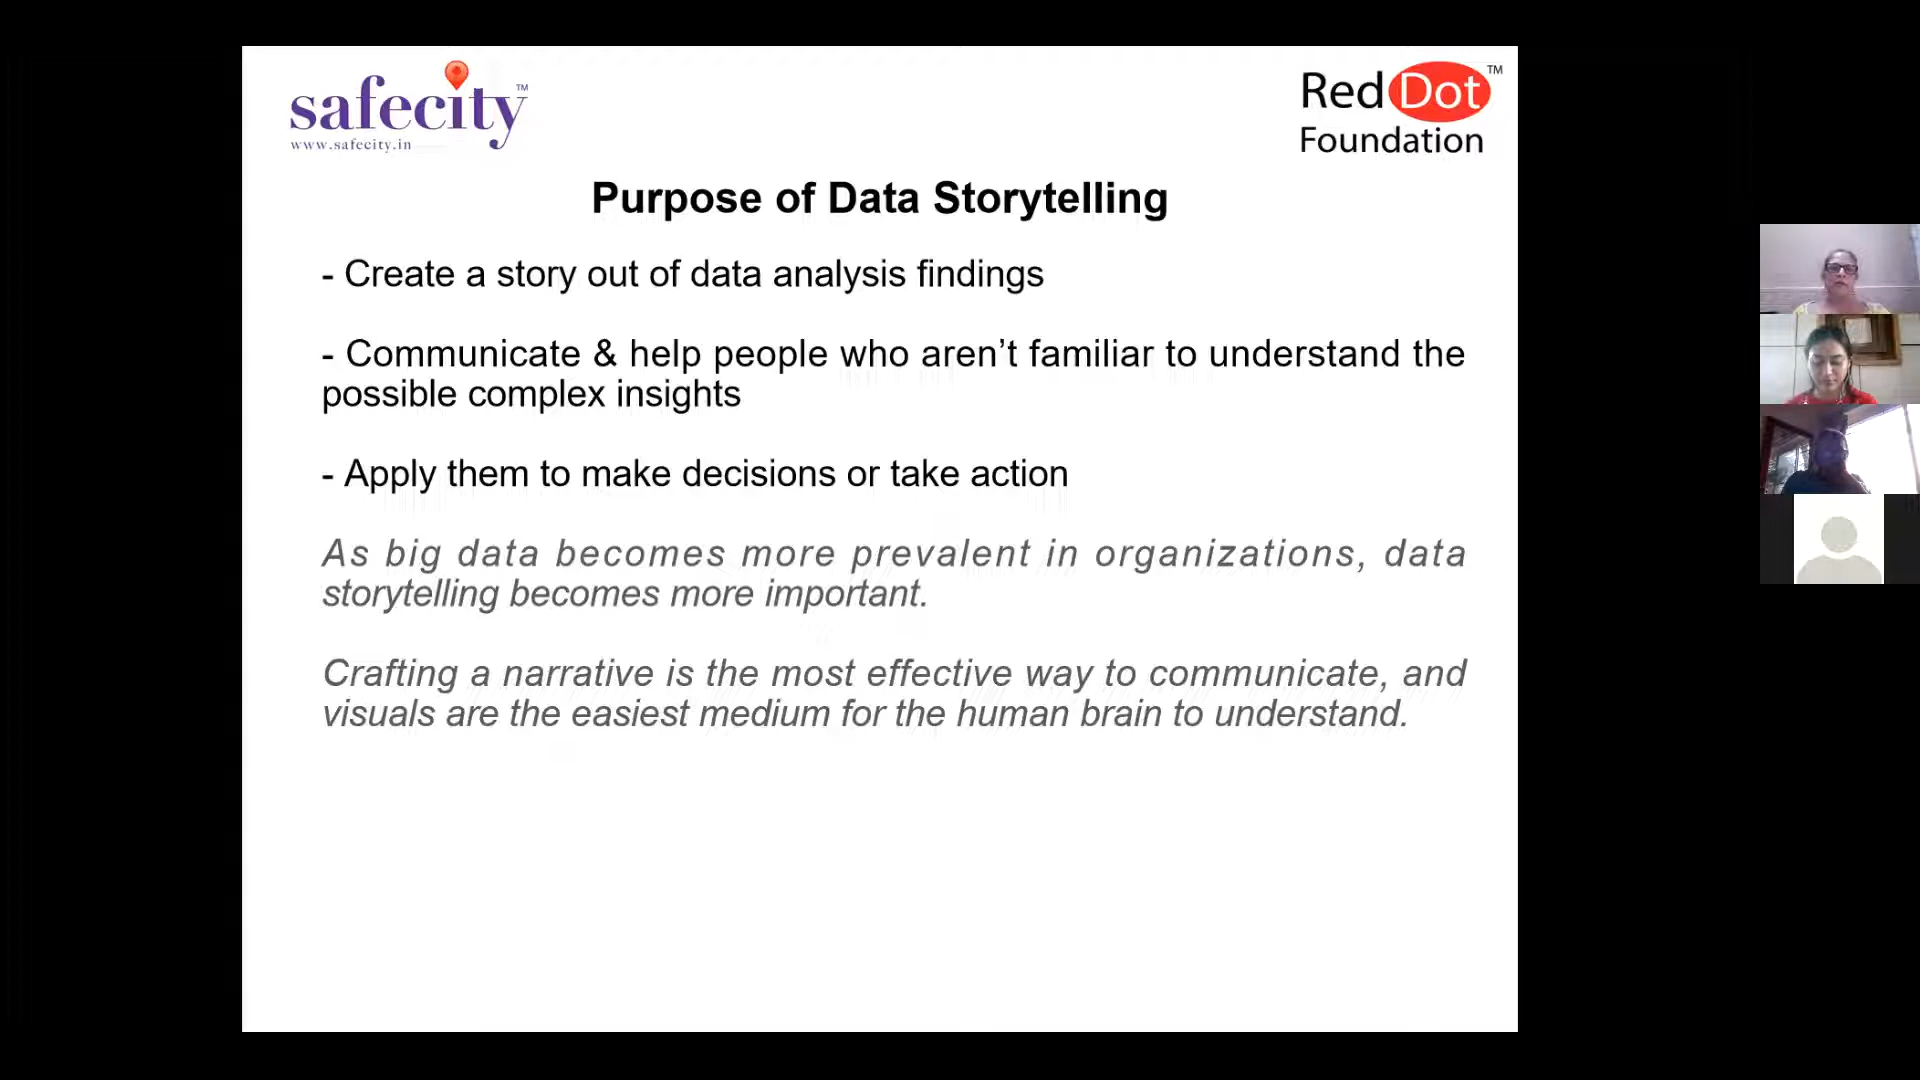 safecity™
www.safecity.in
RedDot™
Foundation
Purpose of Data Storytelling
- Create a story out of data analysis findings
- Communicate & help people who aren’t familiar to understand the
possible complex insights
- Apply them to make decisions or take action
As big data becomes more prevalent in organizations, data
storytelling becomes more important.
Crafting a narrative is the most effective way to communicate, and
visuals are the easiest medium for the human brain to understand.